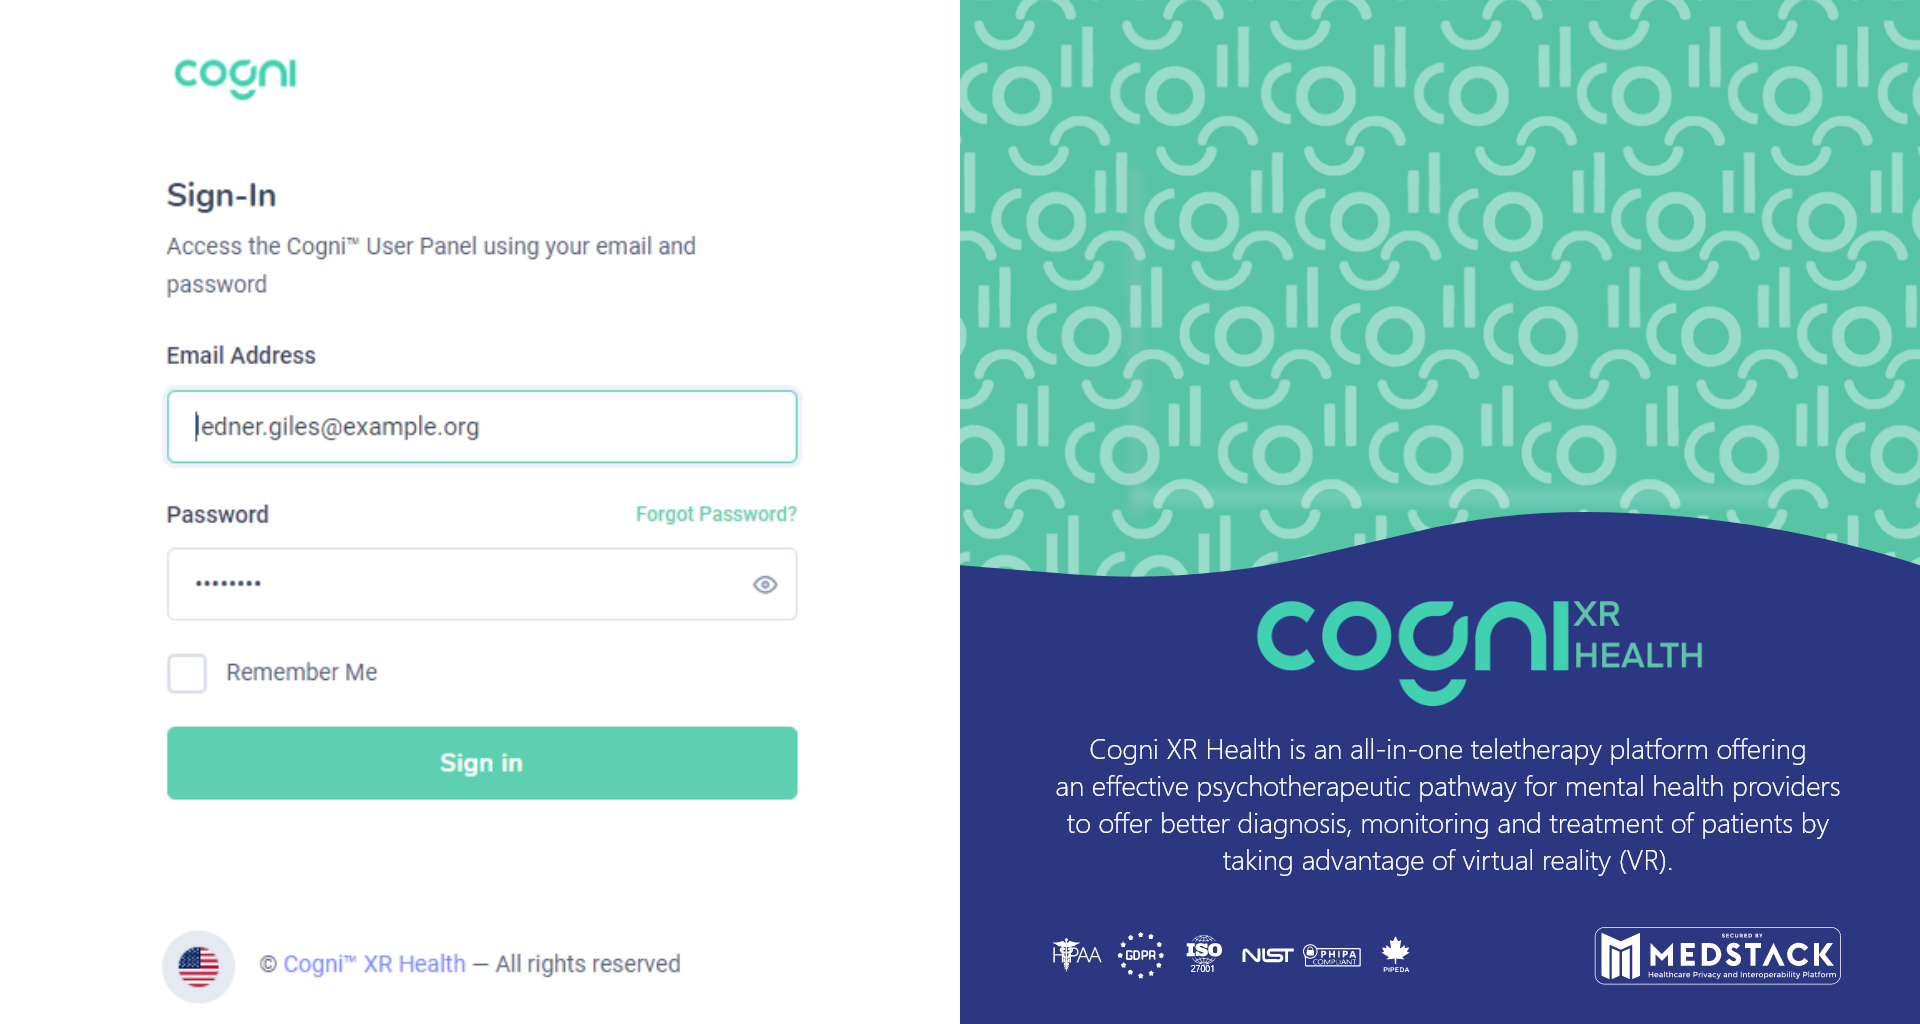 cogni
Sign-In
Access the Cogni™ User Panel using your email and
password
Email Address
ledner.giles@example.org
Password
Forgot Password?
••••••••
Remember Me
Sign in
© Cogni™ XR Health — All rights reserved
cogni XR
HEALTH
Cogni XR Health is an all-in-one teletherapy platform offering
an effective psychotherapeutic pathway for mental health providers
to offer better diagnosis, monitoring and treatment of patients by
taking advantage of virtual reality (VR).
HIPAA
GDPR
ISO
27001
NIST
PHIPA
COMPLIANT
PIPEDA
SECURED BY
MEDSTACK
Healthcare Privacy and Interoperability Platform